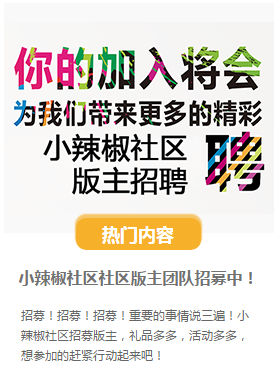 你的加入将会
为我们带来更多的精彩
小辣椒社区
版主招聘
聘
热门内容
小辣椒社区社区版主团队招募中！
招募！招募！招募！重要的事情说三遍！小
辣椒社区招募版主，礼品多多，活动多多，
想参加的赶紧行动起来吧！